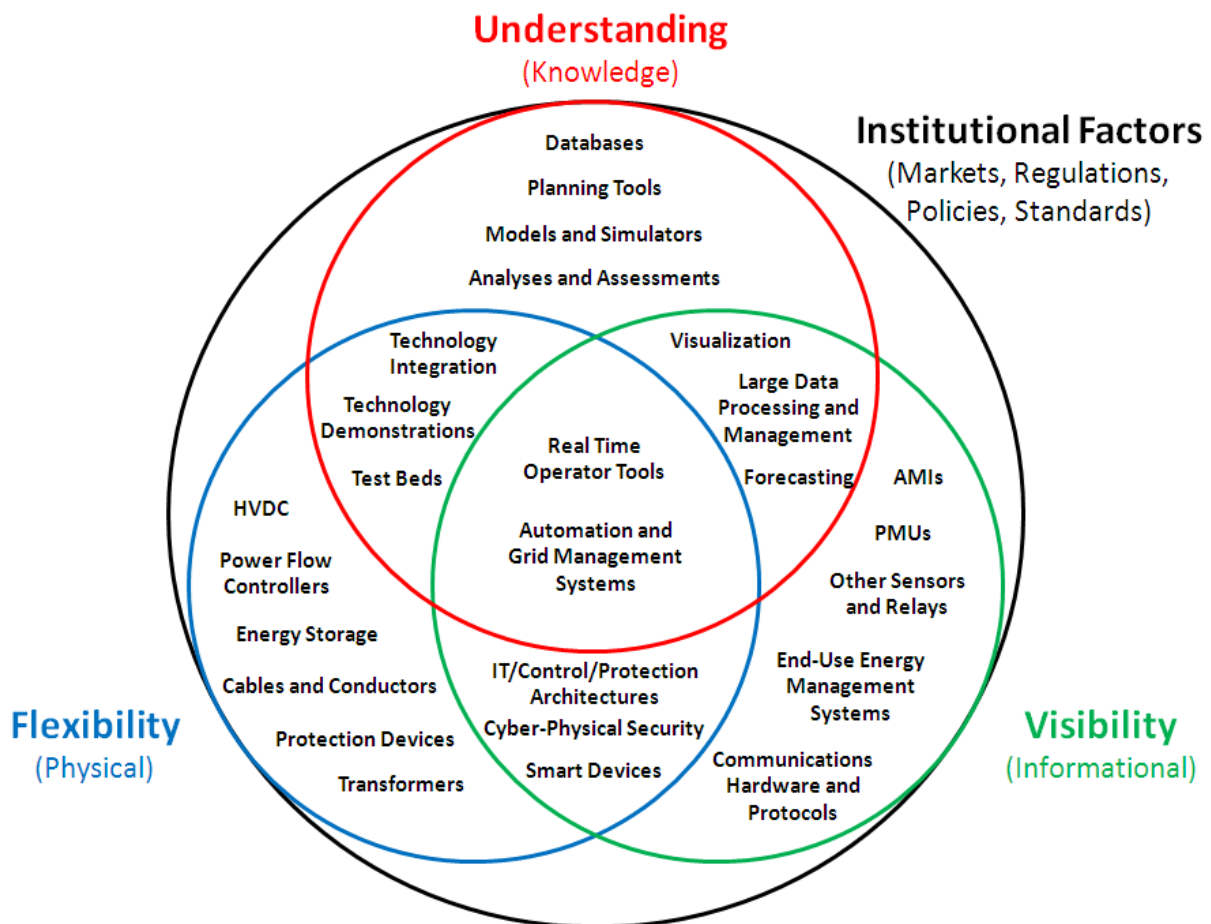 Understanding
(Knowledge)
Institutional Factors
(Markets, Regulations,
Policies, Standards)
Databases
Planning Tools
Models and Simulators
Analyses and Assessments
Technology
Integration
Technology
Demonstrations
Test Beds
Visualization
Large Data
Processing and
Management
Forecasting
Real Time
Operator Tools
Automation and
Grid Management
Systems
HVDC
Power Flow
Controllers
Energy Storage
Cables and Conductors
Protection Devices
Transformers
AMIs
PMUs
Other Sensors
and Relays
End-Use Energy
Management
Systems
Communications
Hardware and
Protocols
IT/Control/Protection
Architectures
Cyber-Physical Security
Smart Devices
Flexibility
(Physical)
Visibility
(Informational)